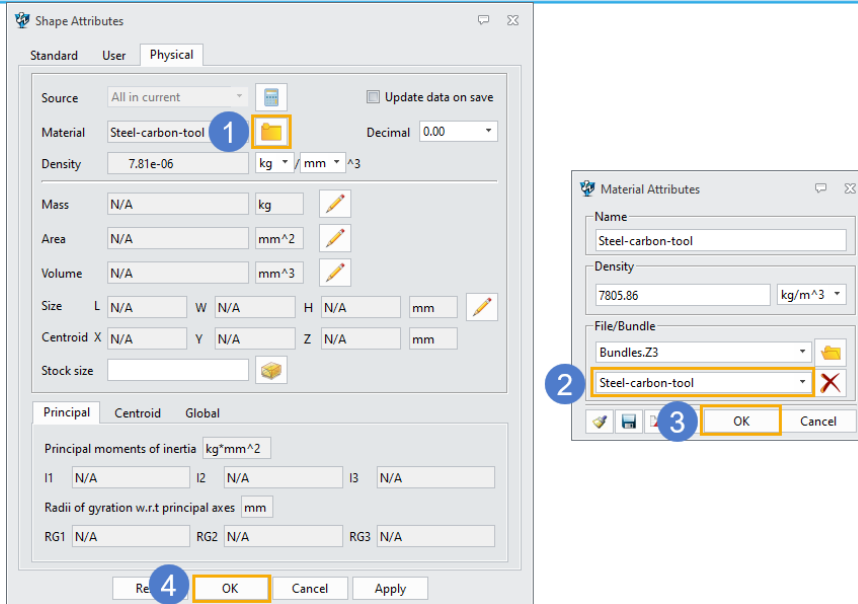 Shape Attributes
Standard User Physical
Source All in current Update data on save
Material Steel-carbon-tool 1 Decimal 0.00
Density 7.81e-06 kg / mm ^3
Mass N/A kg
Area N/A mm^2
Volume N/A mm^3
Size L N/A W N/A H N/A mm
Centroid X N/A Y N/A Z N/A mm
Stock size
Principal Centroid Global
Principal moments of inertia kg*mm^2
I1 N/A I2 N/A I3 N/A
Radii of gyration w.r.t principal axes mm
RG1 N/A RG2 N/A RG3 N/A
4 OK Cancel Apply
Material Attributes
Name
Steel-carbon-tool
Density
7805.86 kg/m^3
File/Bundle
Bundles.Z3
2 Steel-carbon-tool
3 OK Cancel